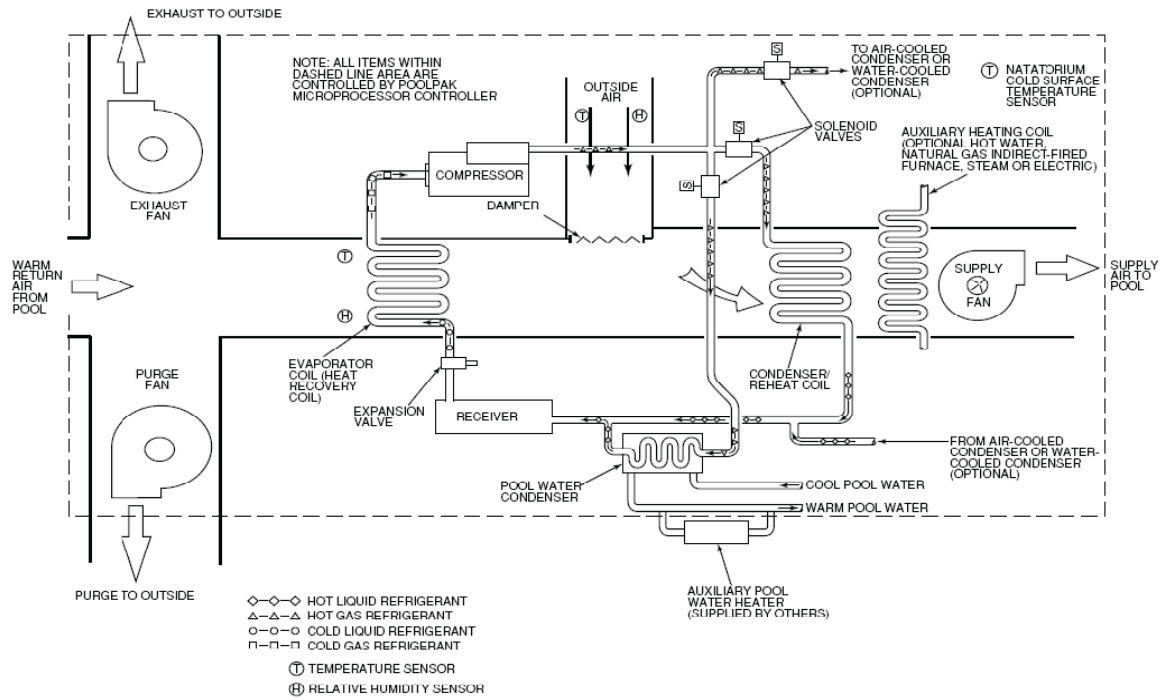 EXHAUST TO OUTSIDE
NOTE: ALL ITEMS WITHIN
DASHED LINE AREA ARE
CONTROLLED BY POOLPAK
MICROPROCESSOR CONTROLLER
OUTSIDE
AIR
T
H
S
TO AIR-COOLED
CONDENSER OR
WATER-COOLED
CONDENSER
(OPTIONAL)
T
NATATORIUM
COLD SURFACE
TEMPERATURE
SENSOR
S
SOLENOID
VALVES
S
AUXILIARY HEATING COIL
(OPTIONAL HOT WATER,
NATURAL GAS INDIRECT-FIRED
FURNACE, STEAM OR ELECTRIC)
COMPRESSOR
DAMPER
EXHAUST
FAN
WARM
RETURN
AIR
FROM
POOL
T
H
SUPPLY
FAN
SUPPLY
AIR TO
POOL
EVAPORATOR
COIL (HEAT
RECOVERY
COIL)
EXPANSION
VALVE
RECEIVER
CONDENSER/
REHEAT COIL
PURGE
FAN
POOL WATER
CONDENSER
FROM AIR-COOLED
CONDENSER OR WATER-
COOLED CONDENSER
(OPTIONAL)
COOL POOL WATER
WARM POOL WATER
PURGE TO OUTSIDE
AUXILIARY POOL
WATER HEATER
(SUPPLIED BY OTHERS)
HOT LIQUID REFRIGERANT
HOT GAS REFRIGERANT
COLD LIQUID REFRIGERANT
COLD GAS REFRIGERANT
T TEMPERATURE SENSOR
H RELATIVE HUMIDITY SENSOR